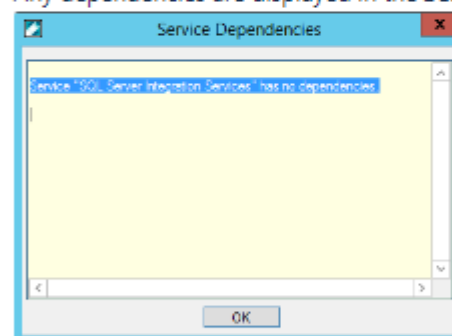 Any dependencies are displayed in the
Service Dependencies
x
Service "SQL Server Integration Services" has no dependencies.
OK